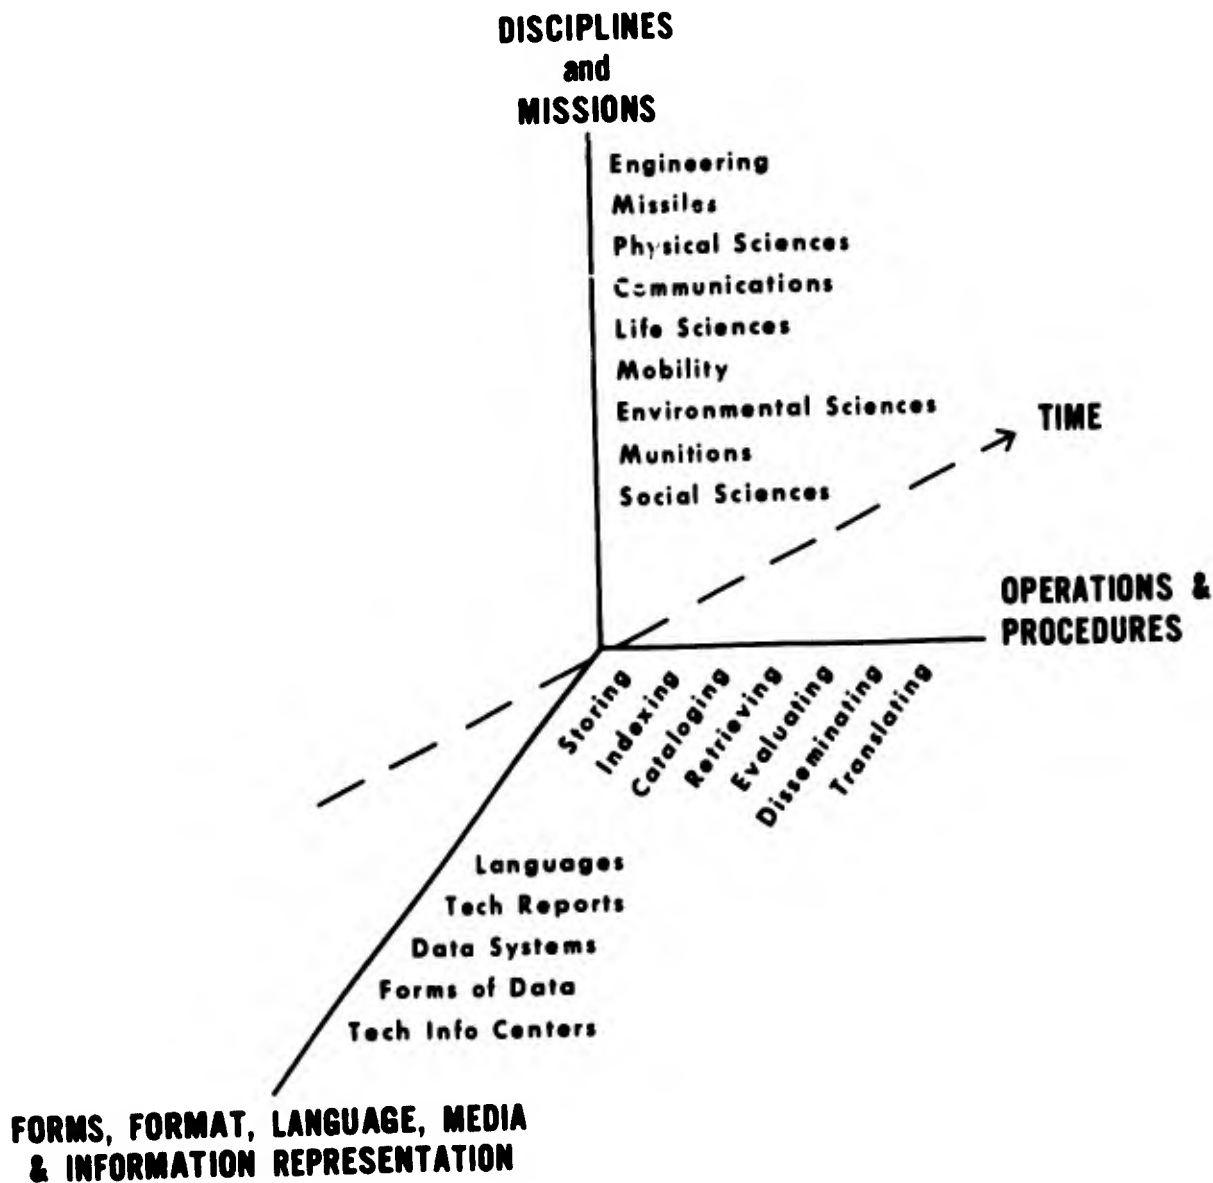 DISCIPLINES
and
MISSIONS
Engineering
Missiles
Physical Sciences
Communications
Life Sciences
Mobility
Environmental Sciences
Munitions
Social Sciences
TIME
OPERATIONS &
PROCEDURES
Storing
Indexing
Cataloging
Retrieving
Evaluating
Disseminating
Translating
Languages
Tech Reports
Data Systems
Forms of Data
Tech Info Centers
FORMS, FORMAT, LANGUAGE, MEDIA
& INFORMATION REPRESENTATION